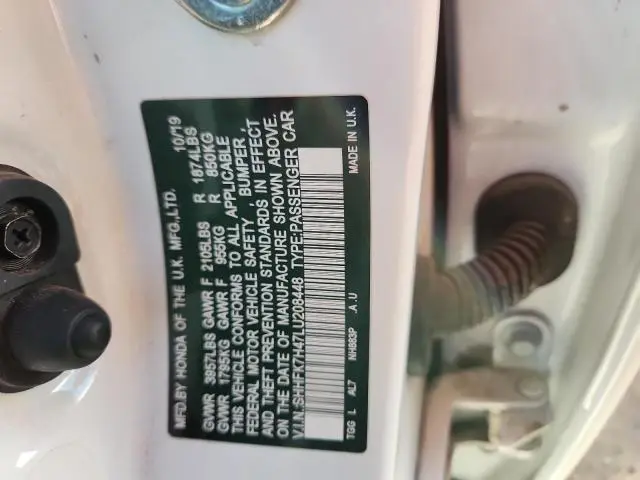 MFD.BY HONDA OF THE U.K. MFG.,LTD. 10/19
GVWR 3957LBS GAWR F 2105LBS R 1874LBS
GVWR 1795KG GAWR F 955KG R 850KG
THIS VEHICLE CONFORMS TO ALL APPLICABLE
FEDERAL MOTOR VEHICLE SAFETY, BUMPER,
AND THEFT PREVENTION STANDARDS IN EFFECT
ON THE DATE OF MANUFACTURE SHOWN ABOVE.
V.I.N.:SHHFK7H47LU208448 TYPE:PASSENGER CAR
TGG L AL7 NH883P .A .U MADE IN U.K.